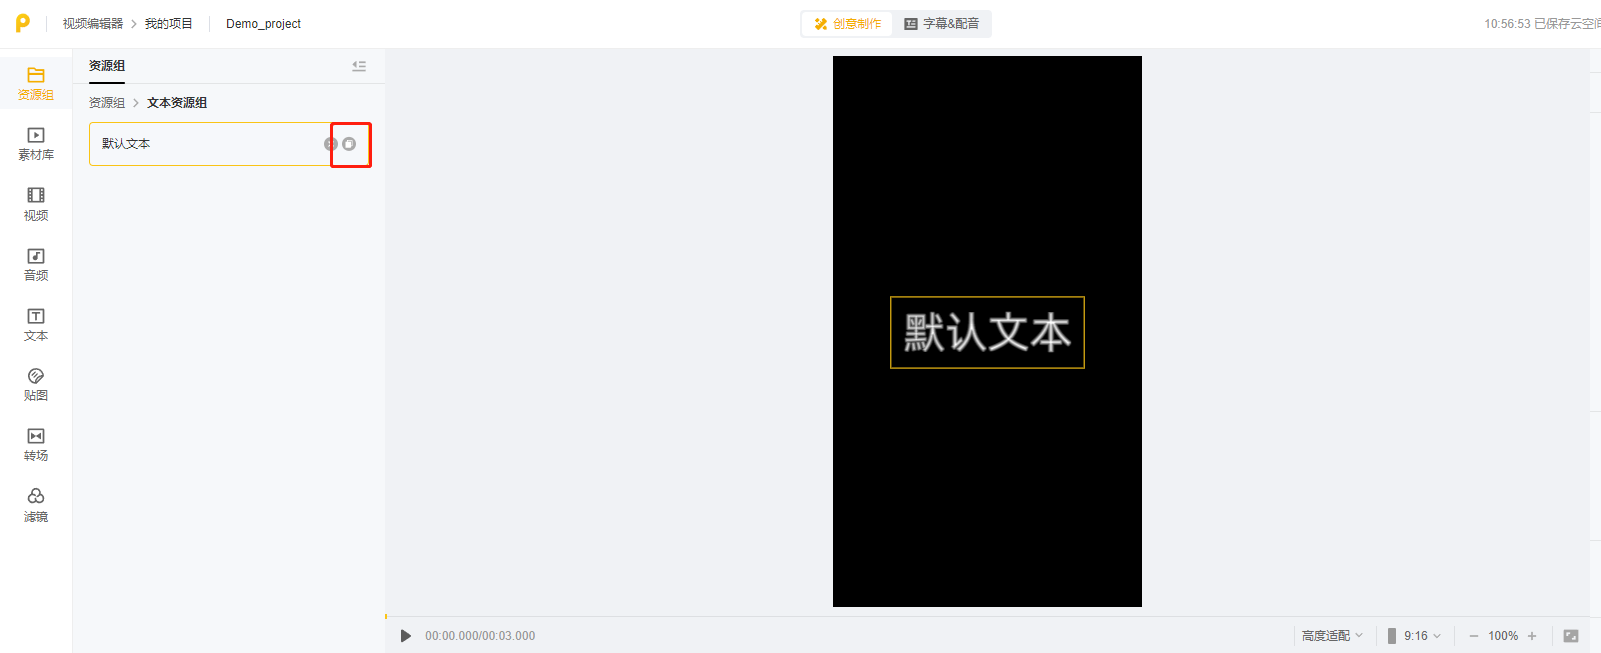 视频编辑器 > 我的项目 Demo_project 创意制作 字幕&配音 10:56:53 已保存云空
资源组
资源组 > 文本资源组
默认文本
资源组
素材库
视频
音频
文本
贴图
转场
滤镜
默认文本
00:00.000/00:03.000 高度适配 9:16 100%